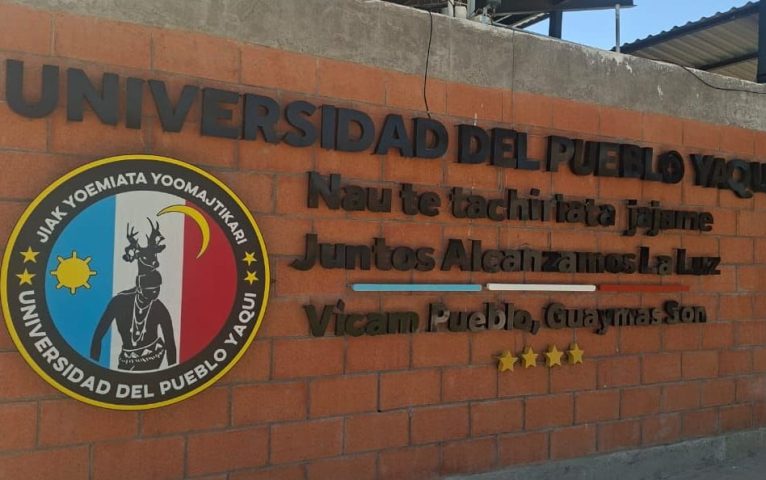 UNIVERSIDAD DEL PUEBLO YAQUI
Nau te tachiriata jajame
Juntos Alcanzamos La Luz
Vicam Pueblo, Guaymas Son
JIAK YOEMIATA YOOMAJTIKARI
UNIVERSIDAD DEL PUEBLO YAQUI